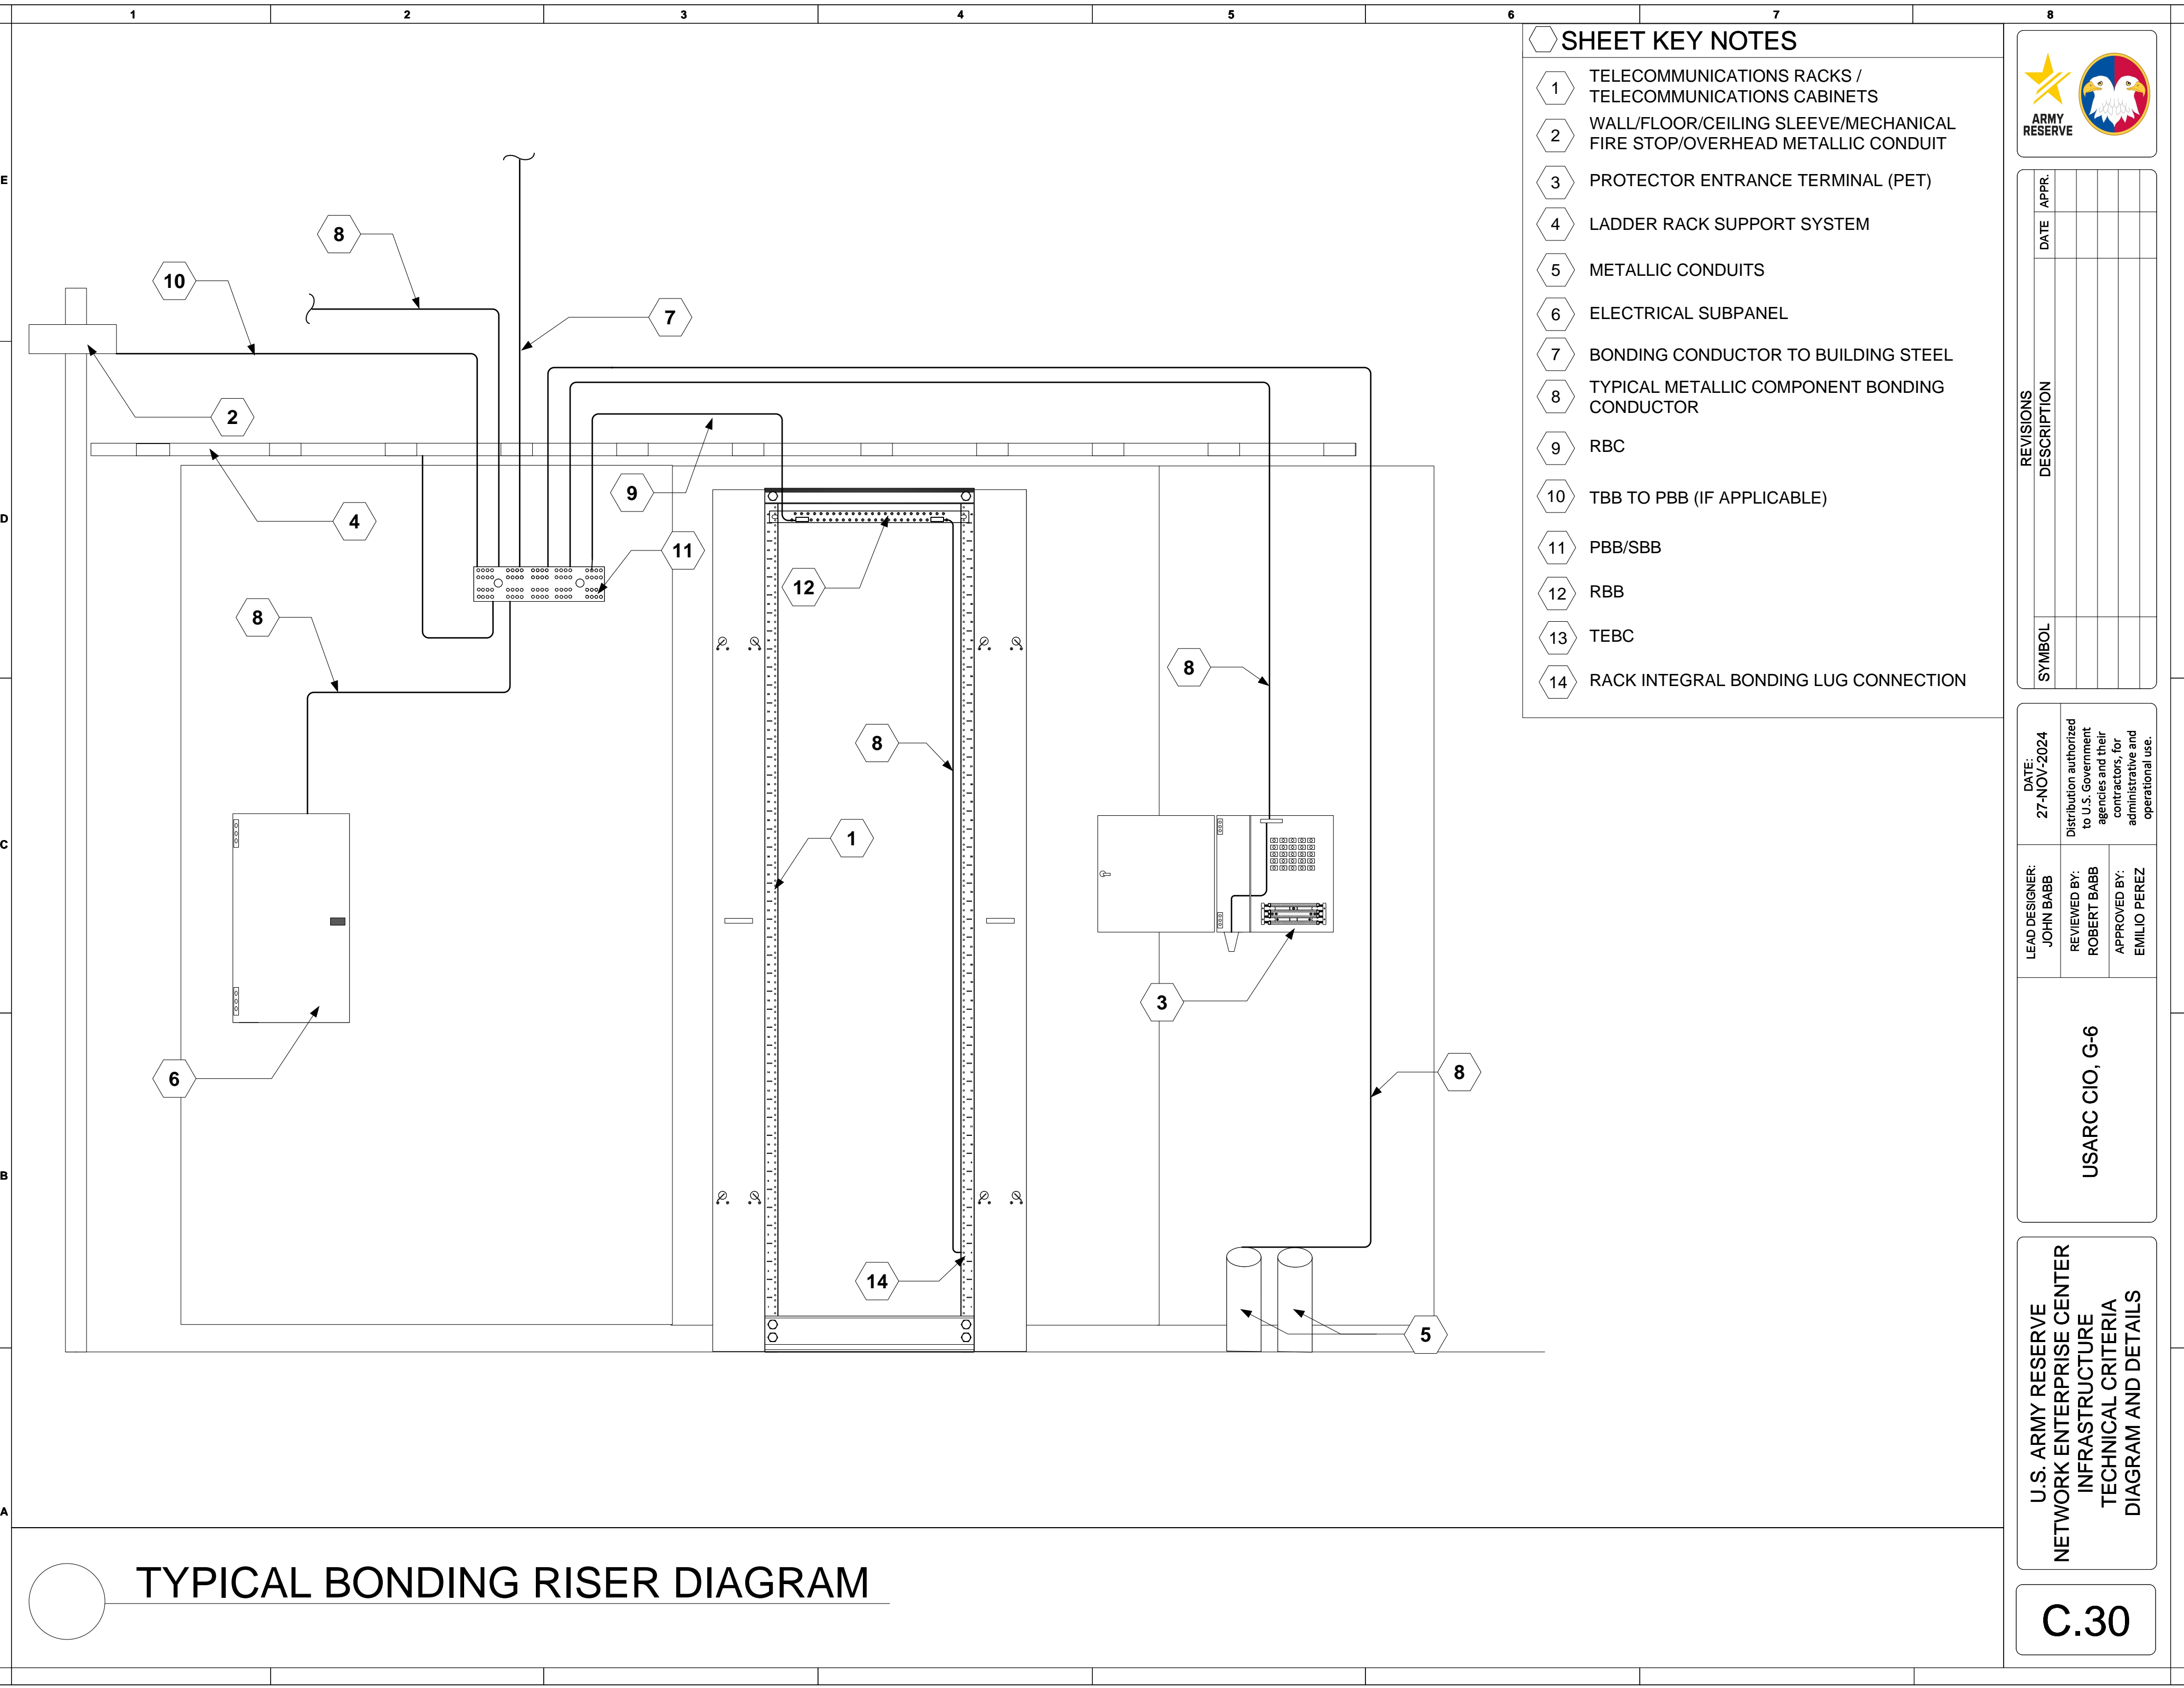 1 2 3 4 5 6 7 8
E
D
C
B
A
SHEET KEY NOTES
1 TELECOMMUNICATIONS RACKS /
TELECOMMUNICATIONS CABINETS
2 WALL/FLOOR/CEILING SLEEVE/MECHANICAL
FIRE STOP/OVERHEAD METALLIC CONDUIT
3 PROTECTOR ENTRANCE TERMINAL (PET)
4 LADDER RACK SUPPORT SYSTEM
5 METALLIC CONDUITS
6 ELECTRICAL SUBPANEL
7 BONDING CONDUCTOR TO BUILDING STEEL
8 TYPICAL METALLIC COMPONENT BONDING
CONDUCTOR
9 RBC
10 TBB TO PBB (IF APPLICABLE)
11 PBB/SBB
12 RBB
13 TEBC
14 RACK INTEGRAL BONDING LUG CONNECTION
8
10
7
2
9
4
11
12
8
8
8
1
3
6
8
14
5
TYPICAL BONDING RISER DIAGRAM
ARMY
RESERVE
REVISIONS
SYMBOL DESCRIPTION DATE APPR.
DATE:
27-NOV-2024
Distribution authorized
to U.S. Government
agencies and their
contractors, for
administrative and
operational use.
LEAD DESIGNER:
JOHN BABB
REVIEWED BY:
ROBERT BABB
APPROVED BY:
EMILIO PEREZ
USARC CIO, G-6
U.S. ARMY RESERVE
NETWORK ENTERPRISE CENTER
INFRASTRUCTURE
TECHNICAL CRITERIA
DIAGRAM AND DETAILS
C.30